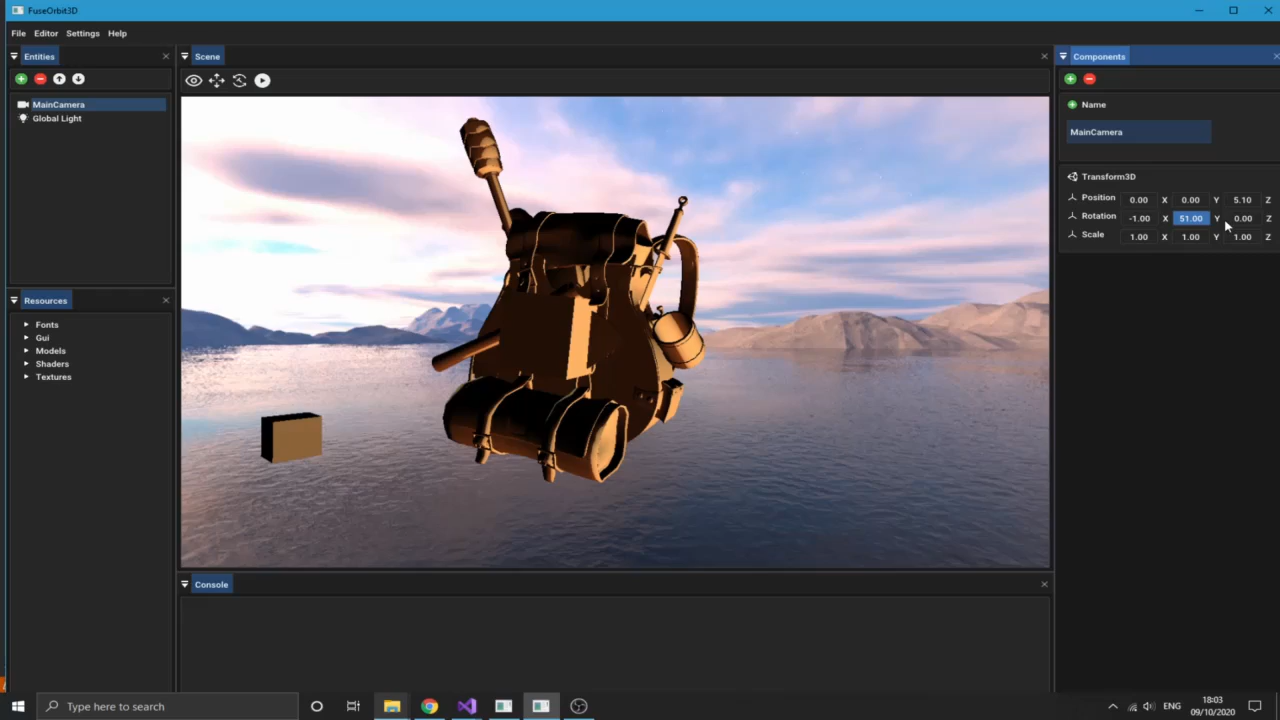 FuseOrbit3D
File Editor Settings Help
Entities
MainCamera
Global Light
Resources
Fonts
Gui
Models
Shaders
Textures
Scene
Console
Components
Name
MainCamera
Transform3D
Position 0.00 X 0.00 Y 5.10 Z
Rotation -1.00 X 51.00 Y 0.00 Z
Scale 1.00 X 1.00 Y 1.00 Z
Type here to search
ENG
18:03
09/10/2020